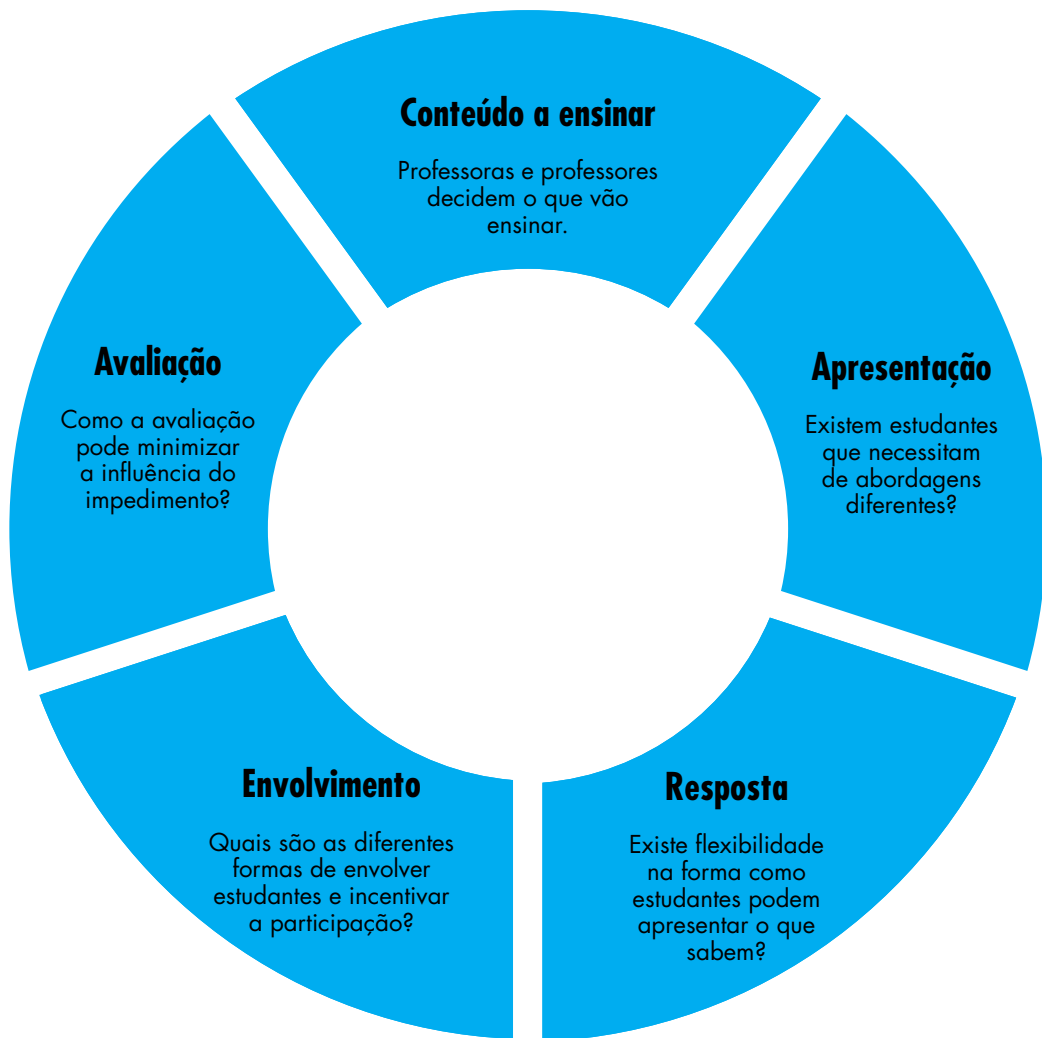 Conteúdo a ensinar
Professoras e professores
decidem o que vão
ensinar.
Apresentação
Existem estudantes
que necessitam
de abordagens
diferentes?
Resposta
Existe flexibilidade
na forma como
estudantes podem
apresentar o que
sabem?
Envolvimento
Quais são as diferentes
formas de envolver
estudantes e incentivar
a participação?
Avaliação
Como a avaliação
pode minimizar
a influência do
impedimento?